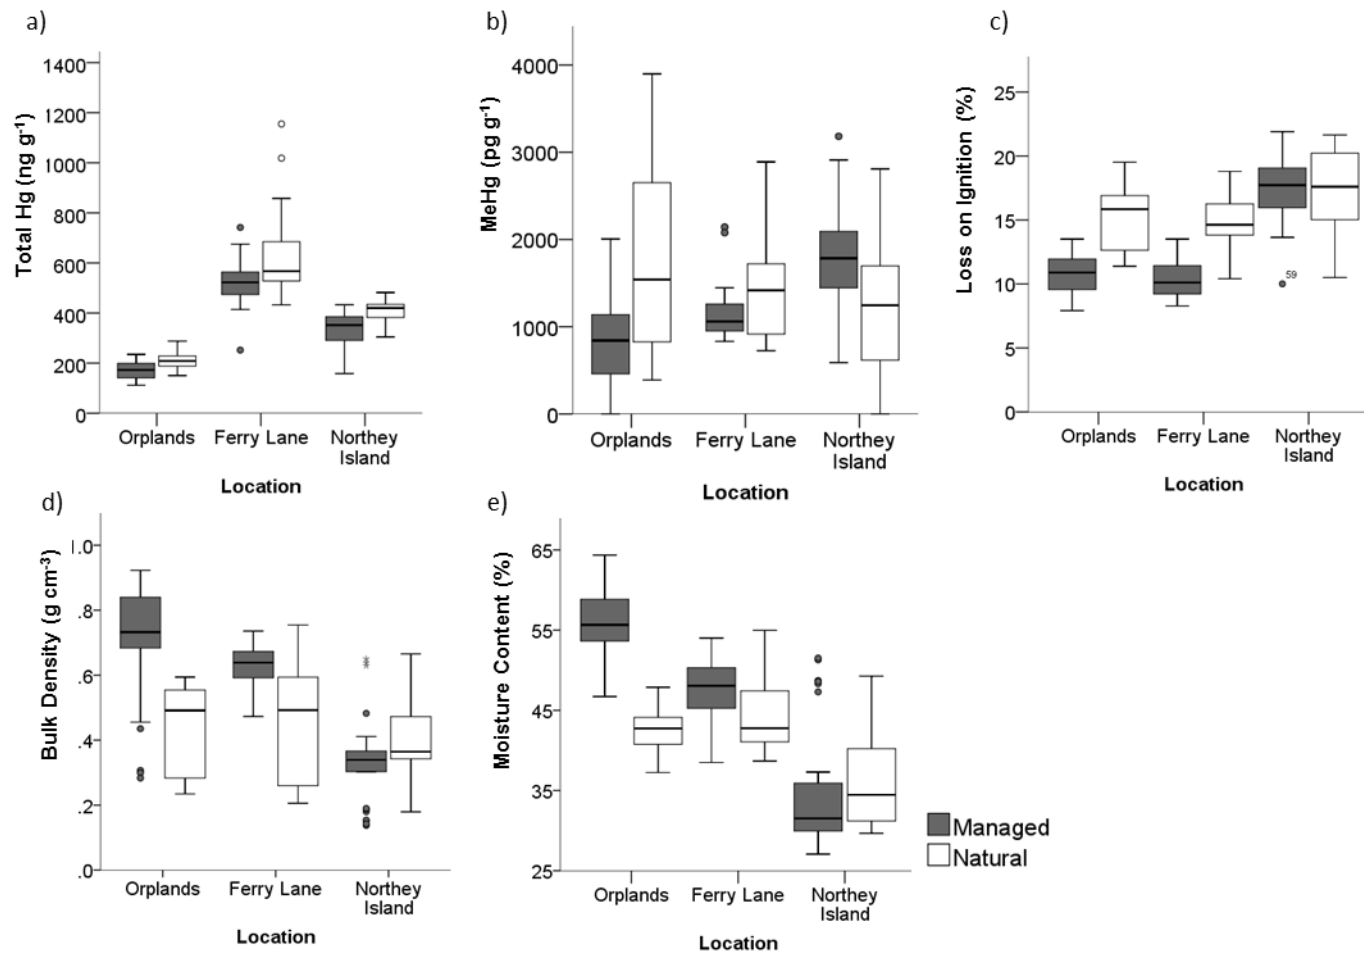 a)
Total Hg (ng g-1)
1400
1200
1000
800
600
400
200
0
Orplands
Ferry Lane
Northey
Island
Location
b)
MeHg (pg g-1)
4000
3000
2000
1000
0
Orplands
Ferry Lane
Northey
Island
Location
c)
Loss on Ignition (%)
25
20
15
10
5
0
59
Orplands
Ferry Lane
Northey
Island
Location
d)
Bulk Density (g cm-3)
1.0
.8
.6
.4
.2
.0
Orplands
Ferry Lane
Northey
Island
Location
e)
Moisture Content (%)
65
55
45
35
25
Orplands
Ferry Lane
Northey
Island
Location
Managed
Natural